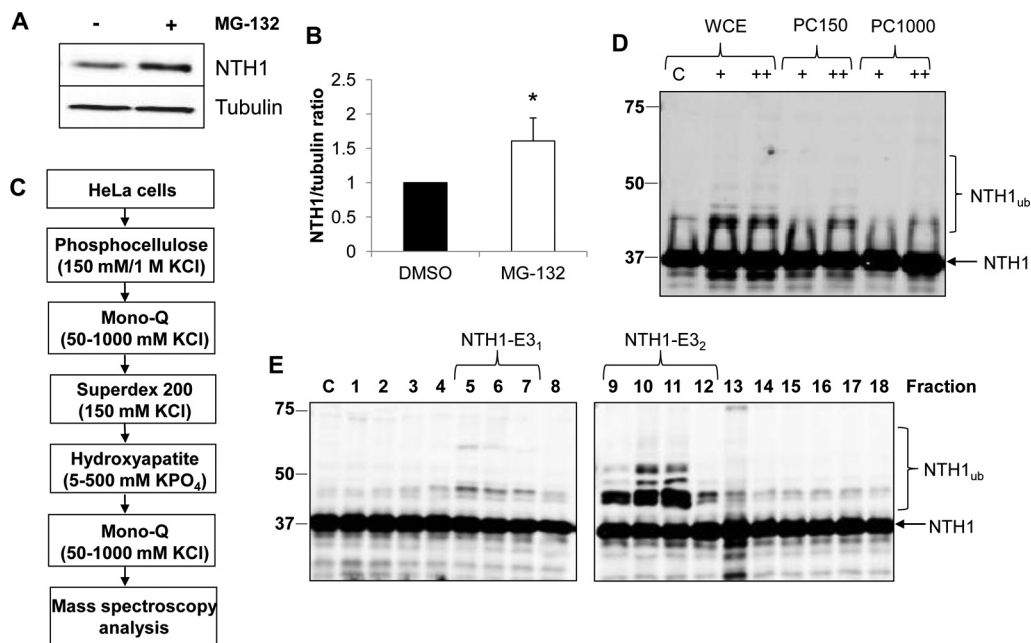 A
- + MG-132
NTH1
Tubulin
B
NTH1/tubulin ratio
2.5
2
1.5
1
0.5
0
*
DMSO MG-132
C
HeLa cells
Phosphocellulose
(150 mM/1 M KCl)
Mono-Q
(50-1000 mM KCl)
Superdex 200
(150 mM KCl)
Hydroxyapatite
(5-500 mM KPO₄)
Mono-Q
(50-1000 mM KCl)
Mass spectroscopy
analysis
D
WCE PC150 PC1000
C + ++ + ++ + ++
75
50
37
NTH1ub
NTH1
E
NTH1-E3₁ NTH1-E3₂
C 1 2 3 4 5 6 7 8 9 10 11 12 13 14 15 16 17 18 Fraction
75
50
37
NTH1ub
NTH1